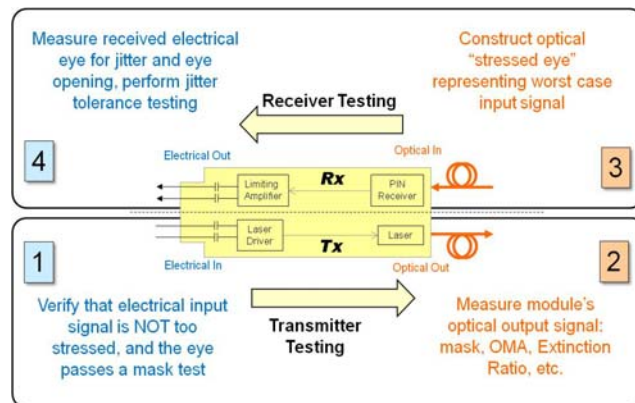 Measure received electrical
eye for jitter and eye
opening, perform jitter
tolerance testing
Receiver Testing
Construct optical
“stressed eye”
representing worst case
input signal
4
3
Electrical Out
Optical In
Rx
Limiting
Amplifier
PIN
Receiver
Laser
Driver
Laser
Tx
Electrical In
Optical Out
1
2
Verify that electrical input
signal is NOT too
stressed, and the eye
passes a mask test
Transmitter
Testing
Measure module's
optical output signal:
mask, OMA, Extinction
Ratio, etc.